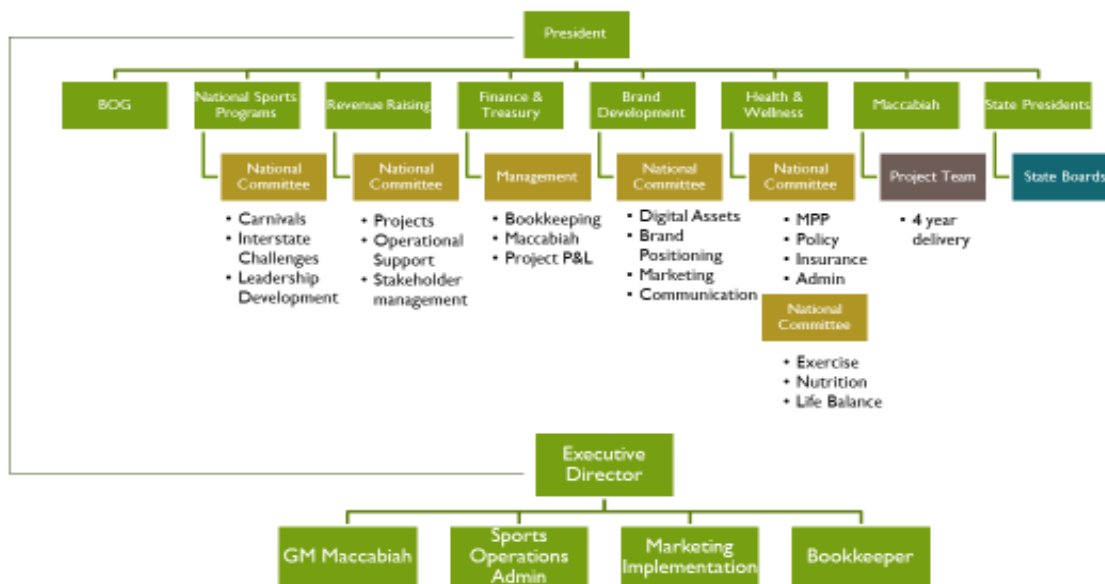 President
BOG
National Sports
Programs
Revenue Raising
Finance &
Treasury
Brand
Development
Health &
Wellness
Maccabiah
State Presidents
National
Committee
• Carnivals
• Interstate
Challenges
• Leadership
Development
National
Committee
• Projects
• Operational
Support
• Stakeholder
management
Management
• Bookkeeping
• Maccabiah
• Project P&L
National
Committee
• Digital Assets
• Brand
Positioning
• Marketing
• Communication
National
Committee
• MPP
• Policy
• Insurance
• Admin
National
Committee
• Exercise
• Nutrition
• Life Balance
Project Team
• 4 year
delivery
State Boards
Executive
Director
GM Maccabiah
Sports
Operations
Admin
Marketing
Implementation
Bookkeeper